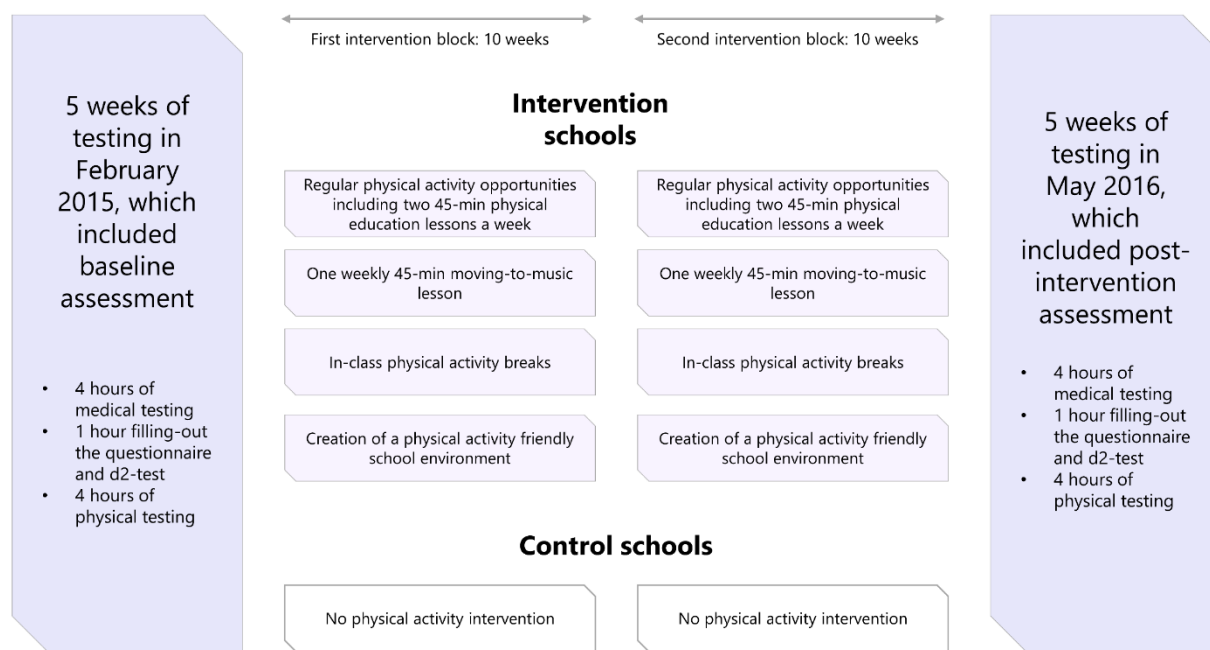 5 weeks of
testing in
February
2015, which
included
baseline
assessment
• 4 hours of
medical testing
• 1 hour filling-out
the questionnaire
and d2-test
• 4 hours of
physical testing
First intervention block: 10 weeks
Second intervention block: 10 weeks
Intervention
schools
Regular physical activity opportunities
including two 45-min physical
education lessons a week
Regular physical activity opportunities
including two 45-min physical
education lessons a week
One weekly 45-min moving-to-music
lesson
One weekly 45-min moving-to-music
lesson
In-class physical activity breaks
In-class physical activity breaks
Creation of a physical activity friendly
school environment
Creation of a physical activity friendly
school environment
Control schools
No physical activity intervention
No physical activity intervention
5 weeks of
testing in
May 2016,
which
included post-
intervention
assessment
• 4 hours of
medical testing
• 1 hour filling-out
the questionnaire
and d2-test
• 4 hours of
physical testing